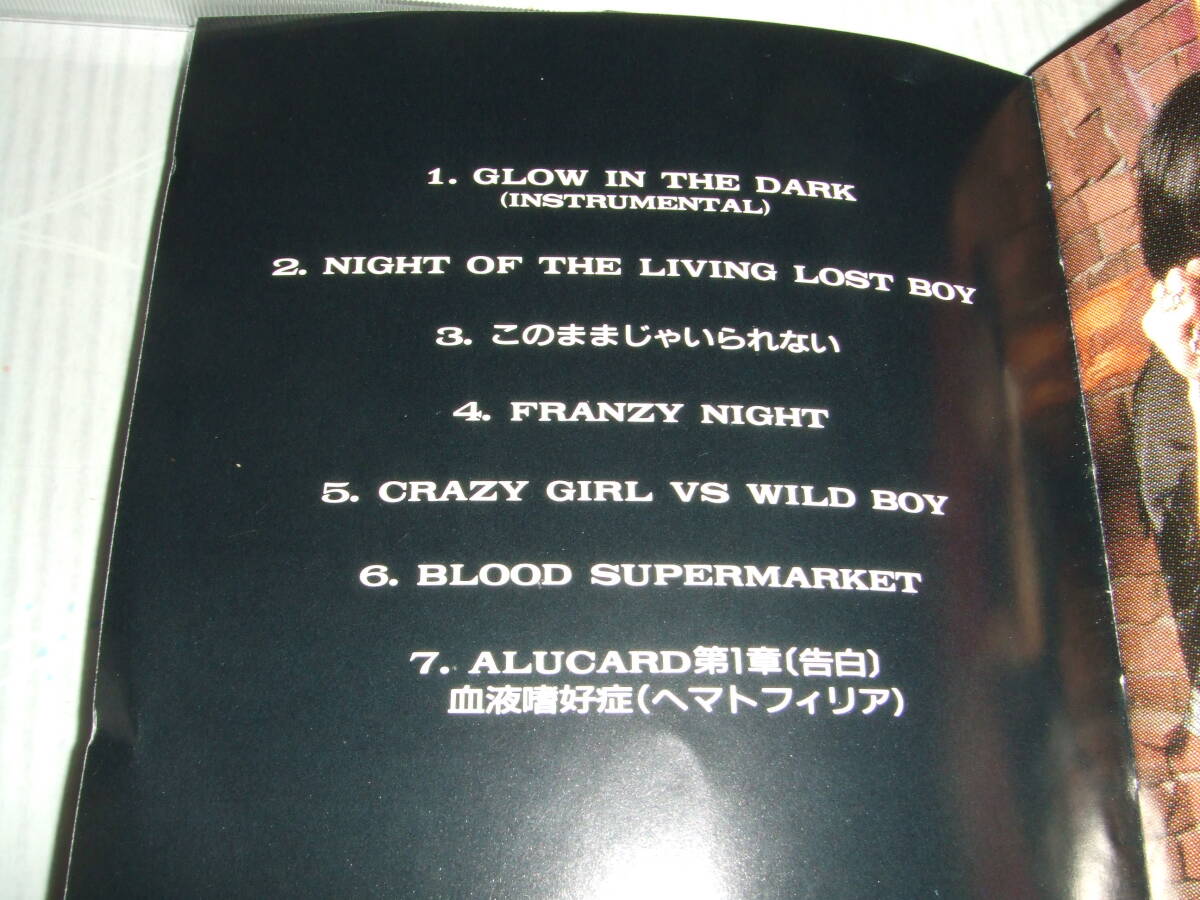 1. GLOW IN THE DARK
(INSTRUMENTAL)
2. NIGHT OF THE LIVING LOST BOY
3. このままじゃいられない
4. FRANZY NIGHT
5. CRAZY GIRL VS WILD BOY
6. BLOOD SUPERMARKET
7. ALUCARD第1章(告白)
血液嗜好症(ヘマトフィリア)